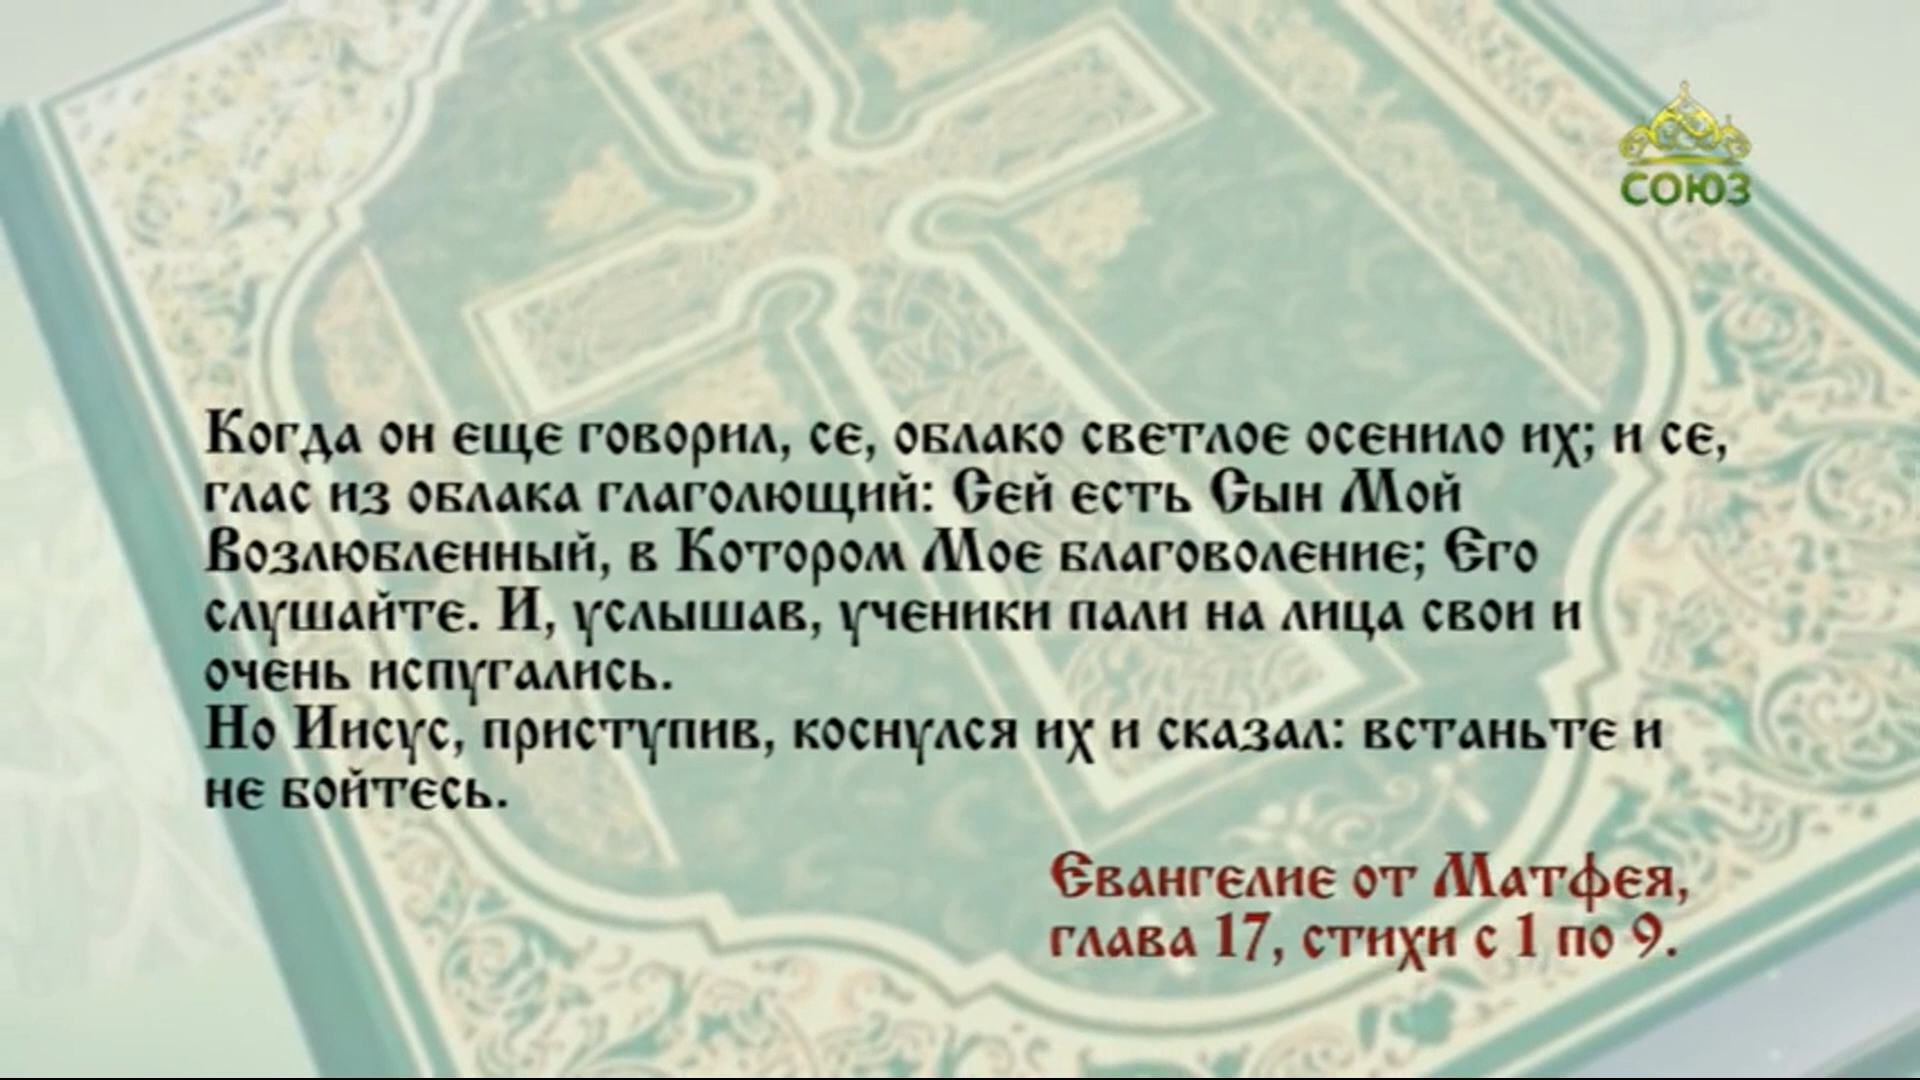 СОЮЗ
Когда он еще говорил, се, облако светлое осенило их; и се,
глас из облака глаголющий: Сей есть Сын Мой
Возлюбленный, в Котором Мое благоволение; Его
слушайте. И, услышав, ученики пали на лица свои и
очень испугались.
Но Иисус, приступив, коснулся их и сказал: встаньте и
не бойтесь.
Евангелие от Матфея,
глава 17, стихи с 1 по 9.